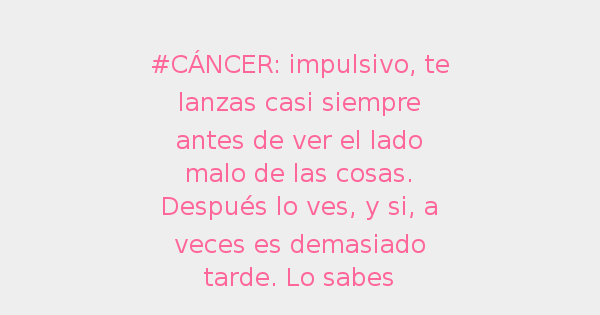 #CÁNCER: impulsivo, te
lanzas casi siempre
antes de ver el lado
malo de las cosas.
Después lo ves, y si, a
veces es demasiado
tarde. Lo sabes